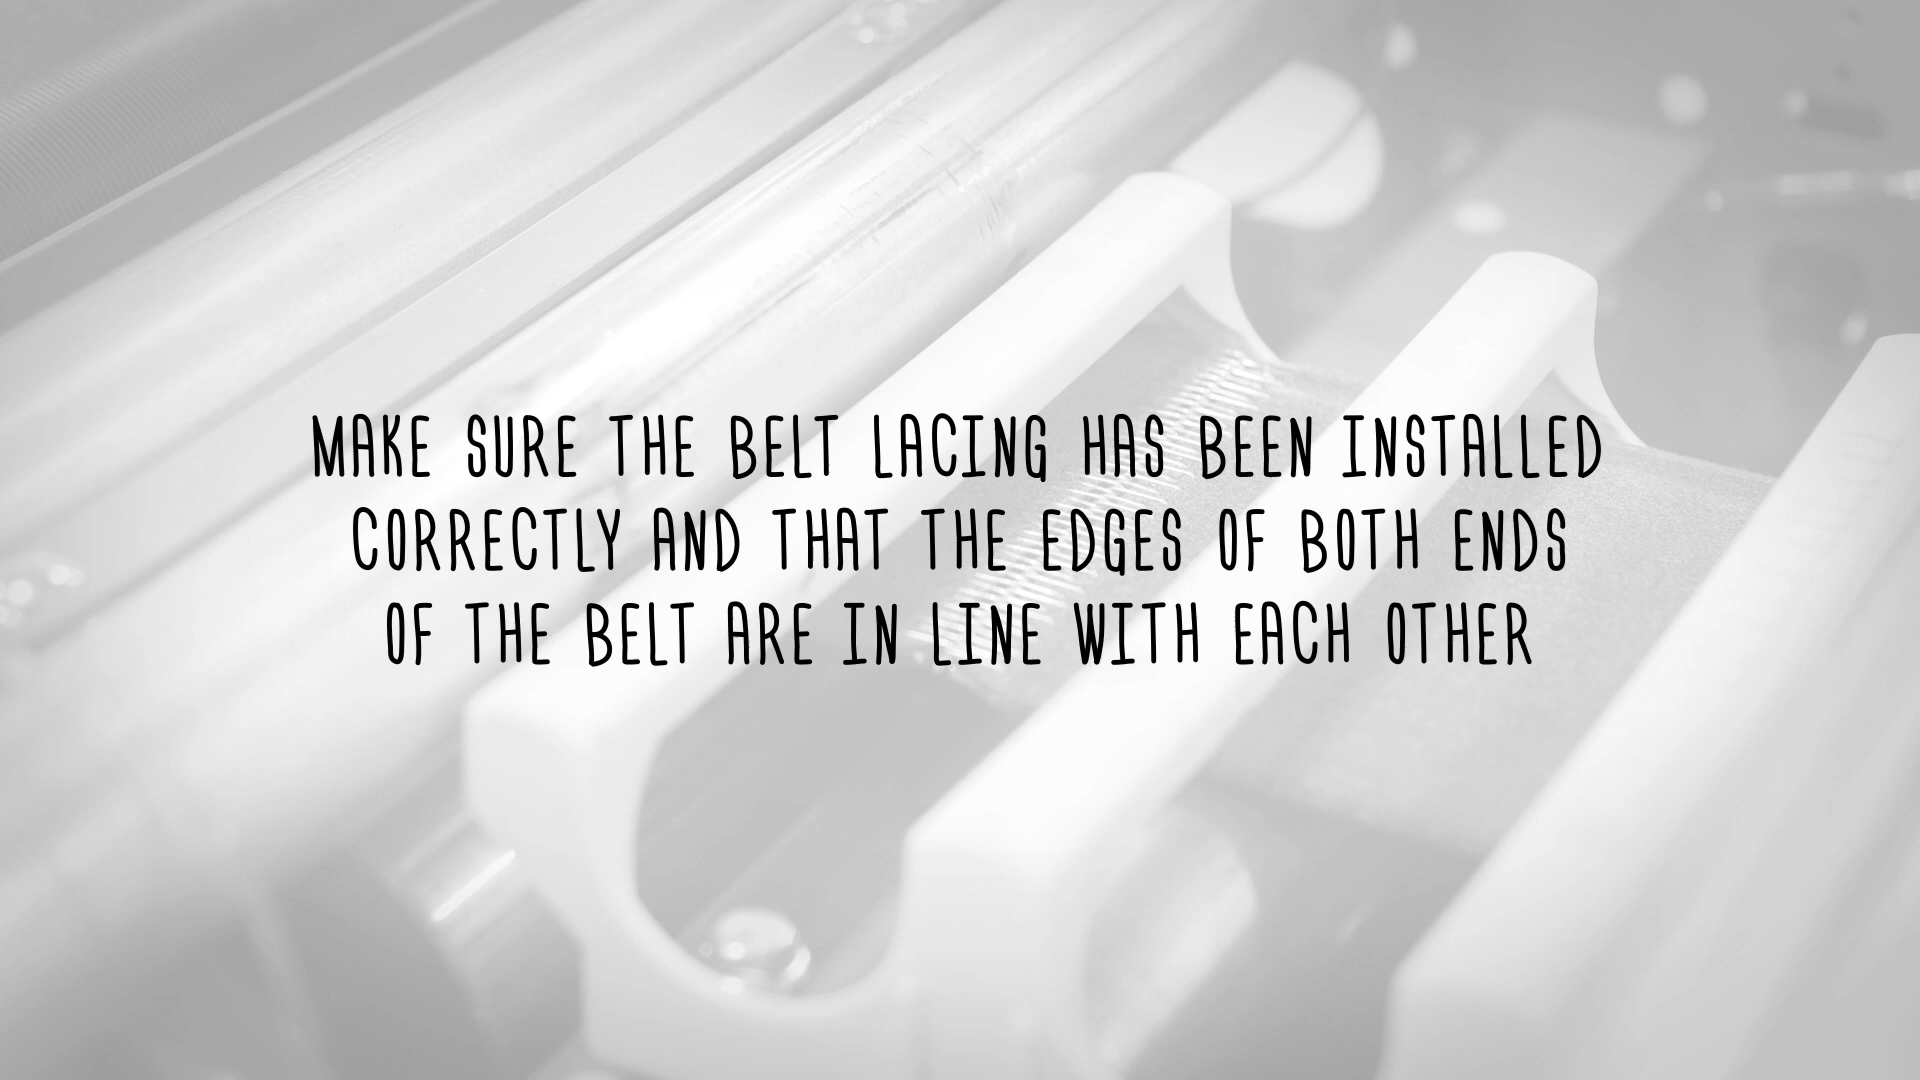 MAKE SURE THE BELT LACING HAS BEEN INSTALLED
CORRECTLY AND THAT THE EDGES OF BOTH ENDS
OF THE BELT ARE IN LINE WITH EACH OTHER